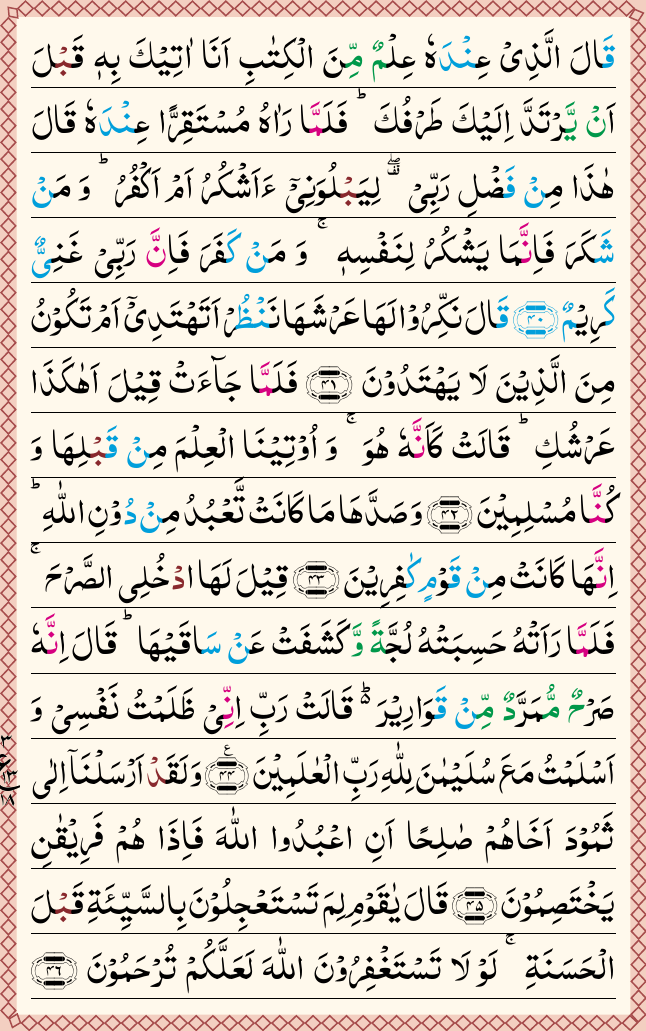 قَالَ الَّذِیْ عِنْدَهٗ عِلْمٌ مِّنَ الْكِتٰبِ اَنَا اٰتِیْكَ بِهٖ قَبْلَ
اَنْ یَّرْتَدَّ اِلَیْكَ طَرْفُكَ ؕ فَلَمَّا رَاٰهُ مُسْتَقِرًّا عِنْدَهٗ قَالَ
هٰذَا مِنْ فَضْلِ رَبِّیْ ۫ۖ لِیَبْلُوَنِیْۤ ءَاَشْكُرُ اَمْ اَكْفُرُ ؕ وَ مَنْ
شَكَرَ فَاِنَّمَا یَشْكُرُ لِنَفْسِهٖ ۚ وَ مَنْ كَفَرَ فَاِنَّ رَبِّیْ غَنِیٌّ
كَرِیْمٌ ۝۴۰ قَالَ نَكِّرُوْا لَهَا عَرْشَهَا نَنْظُرْ اَتَهْتَدِیْۤ اَمْ تَكُوْنُ
مِنَ الَّذِیْنَ لَا یَهْتَدُوْنَ ۝۴۱ فَلَمَّا جَآءَتْ قِیْلَ اَهٰكَذَا
عَرْشُكِ ؕ قَالَتْ كَاَنَّهٗ هُوَ ۚ وَ اُوْتِیْنَا الْعِلْمَ مِنْ قَبْلِهَا وَ
كُنَّا مُسْلِمِیْنَ ۝۴۲ وَ صَدَّهَا مَا كَانَتْ تَّعْبُدُ مِنْ دُوْنِ اللّٰهِ ؕ
اِنَّهَا كَانَتْ مِنْ قَوْمٍ كٰفِرِیْنَ ۝۴۳ قِیْلَ لَهَا ادْخُلِی الصَّرْحَ ۚ
فَلَمَّا رَاَتْهُ حَسِبَتْهُ لُجَّةً وَّ كَشَفَتْ عَنْ سَاقَیْهَا ؕ قَالَ اِنَّهٗ
صَرْحٌ مُّمَرَّدٌ مِّنْ قَوَارِیْرَ ؕ۬ قَالَتْ رَبِّ اِنِّیْ ظَلَمْتُ نَفْسِیْ وَ
اَسْلَمْتُ مَعَ سُلَیْمٰنَ لِلّٰهِ رَبِّ الْعٰلَمِیْنَ ۝۴۴ ع وَ لَقَدْ اَرْسَلْنَاۤ اِلٰی
ثَمُوْدَ اَخَاهُمْ صٰلِحًا اَنِ اعْبُدُوا اللّٰهَ فَاِذَا هُمْ فَرِیْقٰنِ
یَخْتَصِمُوْنَ ۝۴۵ قَالَ یٰقَوْمِ لِمَ تَسْتَعْجِلُوْنَ بِالسَّیِّئَةِ قَبْلَ
الْحَسَنَةِ ۚ لَوْ لَا تَسْتَغْفِرُوْنَ اللّٰهَ لَعَلَّكُمْ تُرْحَمُوْنَ ۝۴۶